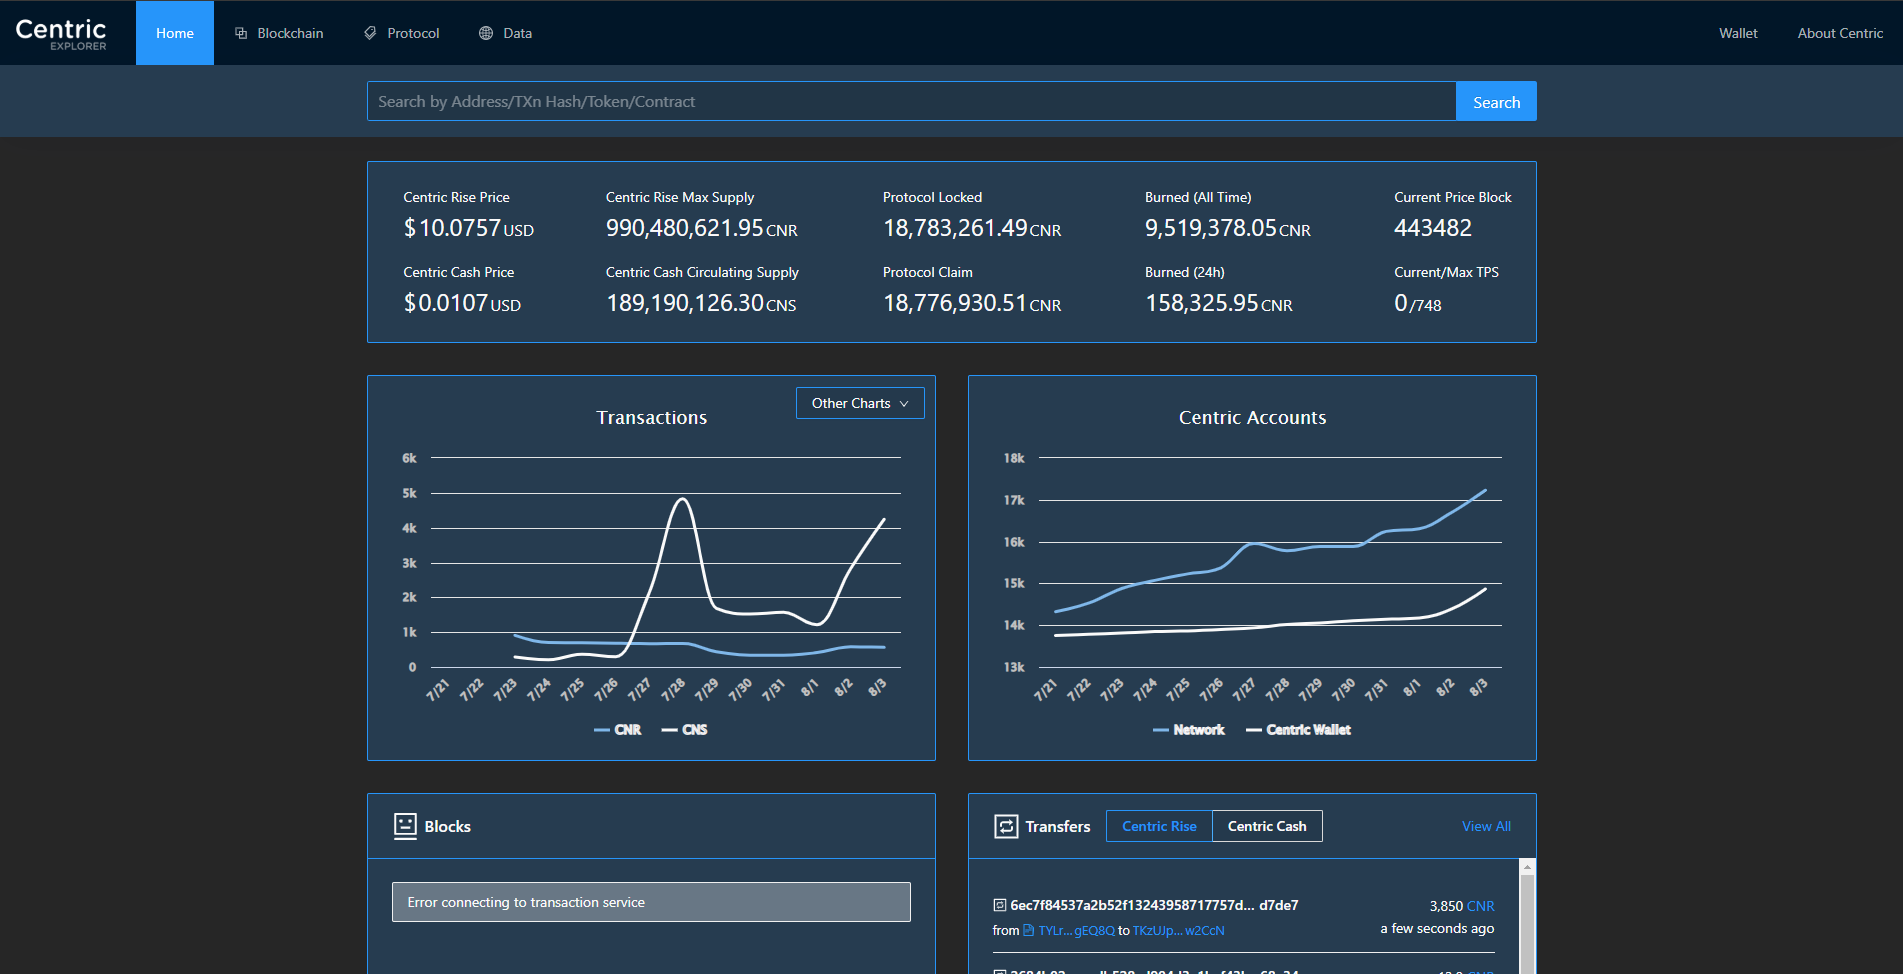 Centric
EXPLORER
Home
Blockchain
Protocol
Data
Wallet
About Centric
Search by Address/TXn Hash/Token/Contract
Search
Centric Rise Price
$10.0757 USD
Centric Rise Max Supply
990,480,621.95 CNR
Protocol Locked
18,783,261.49 CNR
Burned (All Time)
9,519,378.05 CNR
Current Price Block
443482
Centric Cash Price
$0.0107 USD
Centric Cash Circulating Supply
189,190,126.30 CNS
Protocol Claim
18,776,930.51 CNR
Burned (24h)
158,325.95 CNR
Current/Max TPS
0 /748
Other Charts
Transactions
6k
5k
4k
3k
2k
1k
0
7/21 7/22 7/23 7/24 7/25 7/26 7/27 7/28 7/29 7/30 7/31 8/1 8/2 8/3
CNR CNS
Centric Accounts
18k
17k
16k
15k
14k
13k
7/21 7/22 7/23 7/24 7/25 7/26 7/27 7/28 7/29 7/30 7/31 8/1 8/2 8/3
Network Centric Wallet
Blocks
Error connecting to transaction service
Transfers
Centric Rise
Centric Cash
View All
6ec7f84537a2b52f13243958717757d... d7de7
3,850 CNR
from TYLr...gEQ8Q to TKzUJp...w2CcN
a few seconds ago